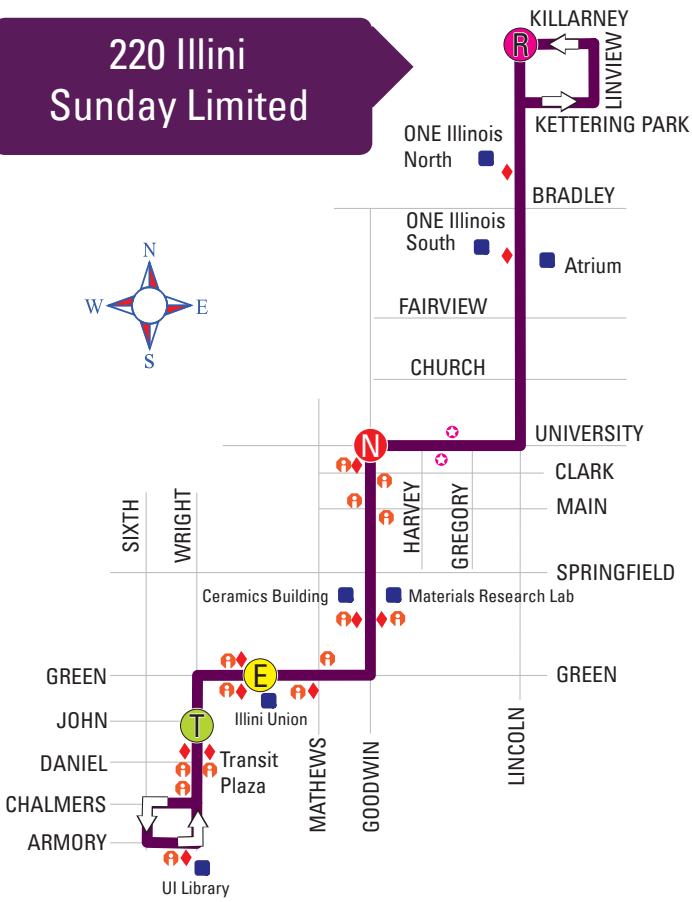 220 Illini
Sunday Limited
KILLARNEY
R
LINVIEW
KETTERING PARK
ONE Illinois
North
BRADLEY
ONE Illinois
South
Atrium
N
W
E
S
FAIRVIEW
CHURCH
N
UNIVERSITY
CLARK
MAIN
HARVEY
GREGORY
SIXTH
WRIGHT
SPRINGFIELD
Ceramics Building
Materials Research Lab
GREEN
E
GREEN
Illini Union
JOHN
T
MATHEWS
GOODWIN
LINCOLN
DANIEL
Transit
Plaza
CHALMERS
ARMORY
UI Library